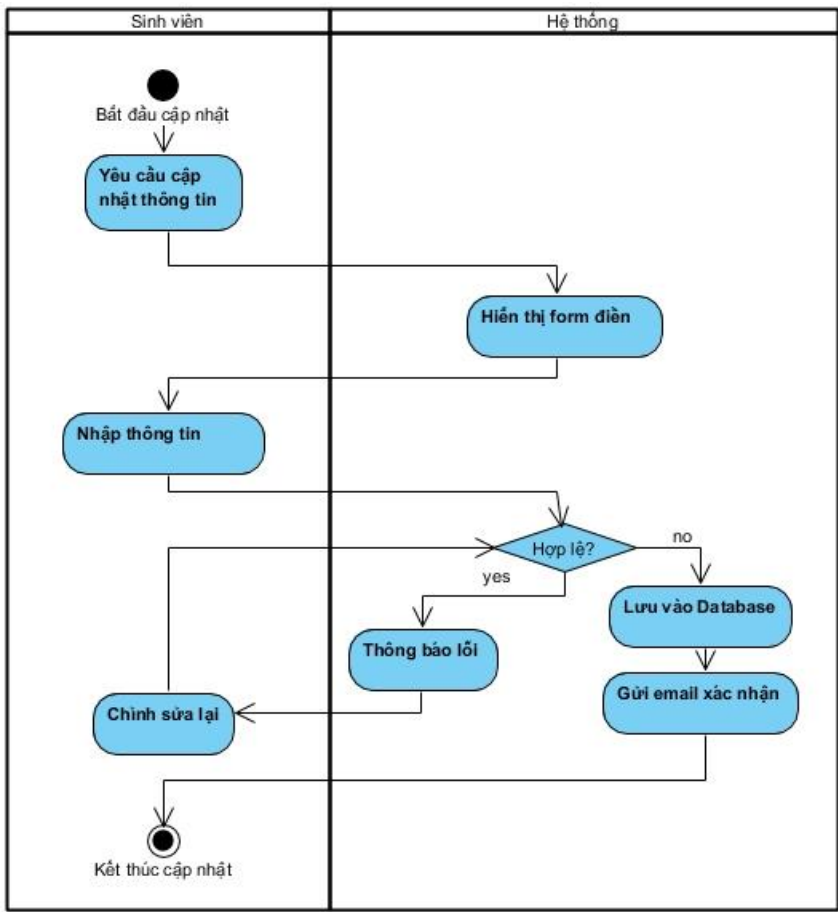 Sinh viên
Hệ thống
Bắt đầu cập nhật
Yêu cầu cập
nhật thông tin
Hiển thị form điền
Nhập thông tin
Hợp lệ?
no
yes
Lưu vào Database
Thông báo lỗi
Gửi email xác nhận
Chỉnh sửa lại
Kết thúc cập nhật